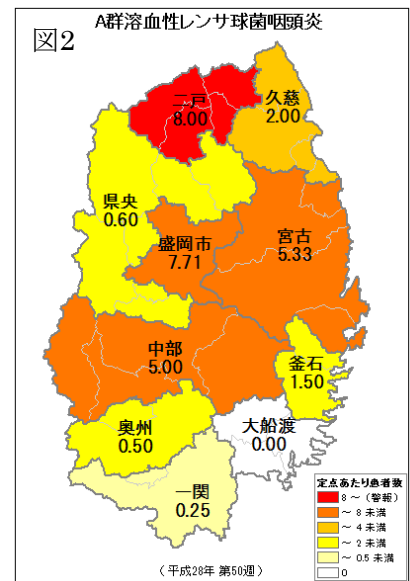 A群溶血性レンサ球菌咽頭炎
図2
二戸
8.00
久慈
2.00
県央
0.60
盛岡市
7.71
宮古
5.33
中部
5.00
釜石
1.50
奥州
0.50
大船渡
0.00
一関
0.25
定点あたり患者数
8 ～ (警報)
～ 8 未満
～ 4 未満
～ 2 未満
～ 0.5 未満
0
(平成28年 第50週)